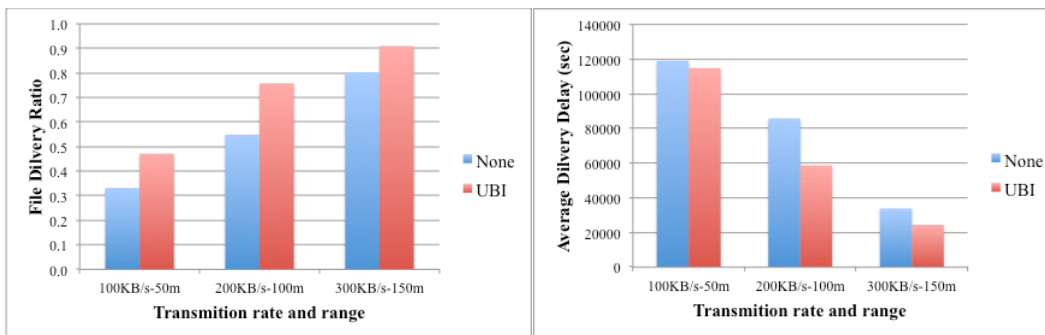 File Dilvery Ratio
1.0
0.9
0.8
0.7
0.6
0.5
0.4
0.3
0.2
0.1
0.0
100KB/s-50m 200KB/s-100m 300KB/s-150m
Transmition rate and range
None
UBI
Average Dilvery Delay (sec)
140000
120000
100000
80000
60000
40000
20000
0
100KB/s-50m 200KB/s-100m 300KB/s-150m
Transmition rate and range
None
UBI